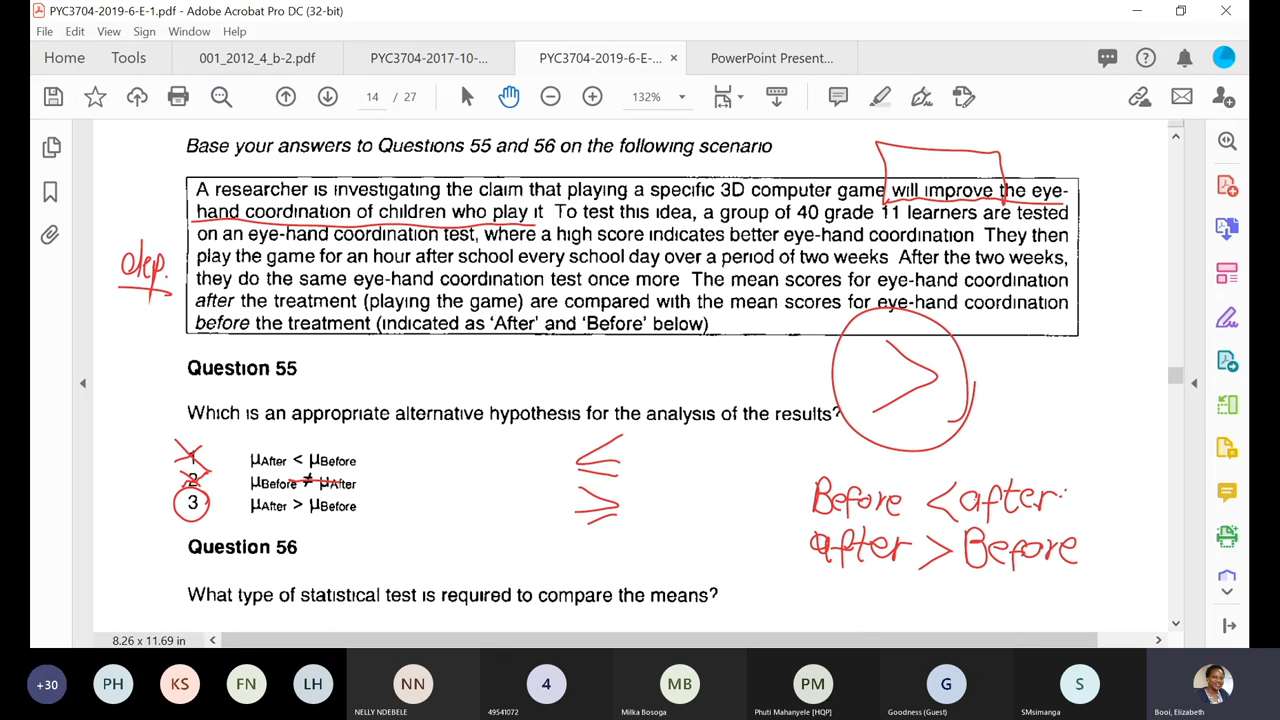 PYC3704-2019-6-E-1.pdf - Adobe Acrobat Pro DC (32-bit)
File Edit View Sign Window Help
Home Tools 001_2012_4_b-2.pdf PYC3704-2017-10-... PYC3704-2019-6-E-... × PowerPoint Present...
14 / 27 132%
Base your answers to Questions 55 and 56 on the following scenario
A researcher is investigating the claim that playing a specific 3D computer game will improve the eye-
hand coordination of children who play it To test this idea, a group of 40 grade 11 learners are tested
on an eye-hand coordination test, where a high score indicates better eye-hand coordination They then
play the game for an hour after school every school day over a period of two weeks After the two weeks,
they do the same eye-hand coordination test once more The mean scores for eye-hand coordination
after the treatment (playing the game) are compared with the mean scores for eye-hand coordination
before the treatment (indicated as 'After' and 'Before' below)
dep.
>
Question 55
Which is an appropriate alternative hypothesis for the analysis of the results?
1 μAfter < μBefore ≤
2 μBefore ≠ μAfter
3 μAfter > μBefore ≥
Before < after
after > Before
Question 56
What type of statistical test is required to compare the means?
8.26 x 11.69 in
+30 PH KS FN LH NN 4 MB PM G S
NELLY NDEBELE 49541072 Milka Bosoga Phuti Mahanyele [HQP] Goodness (Guest) SMsimanga Booi, Elizabeth